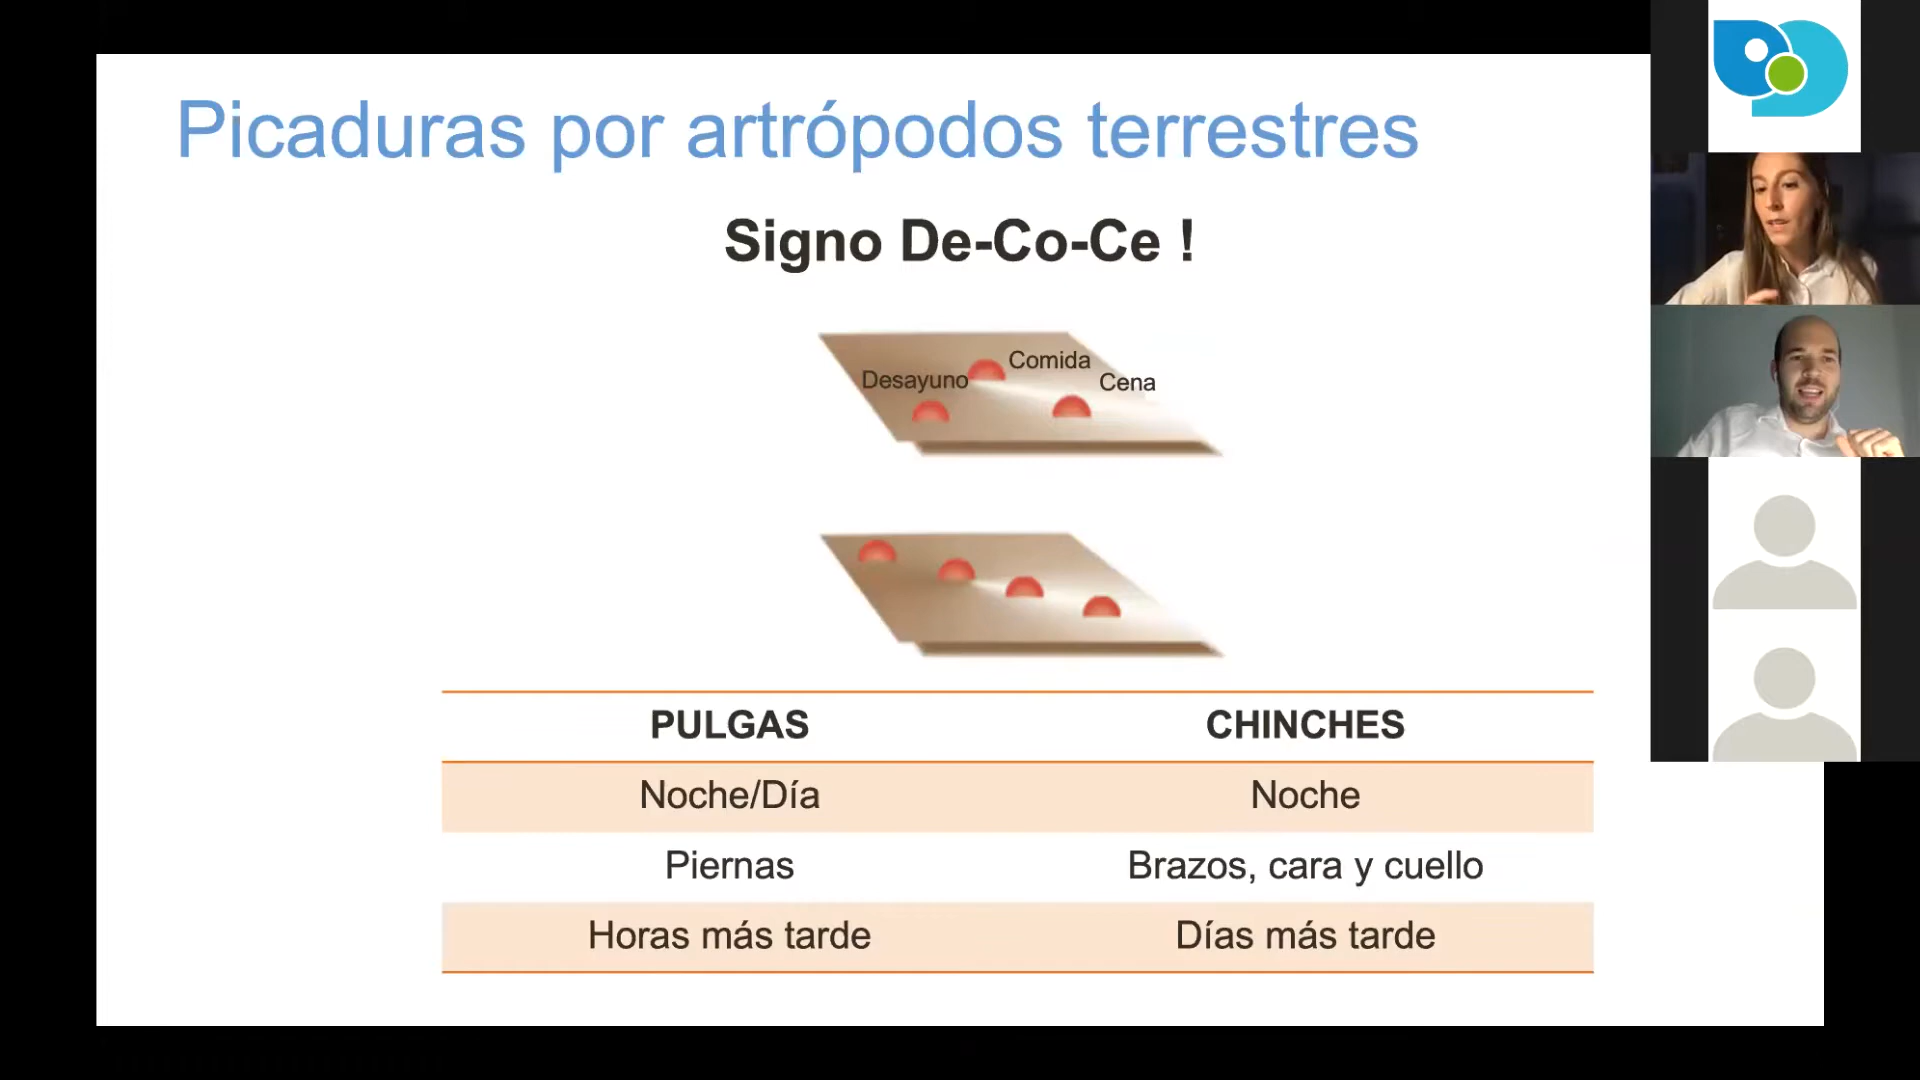 Picaduras por artrópodos terrestres
Signo De-Co-Ce !
Comida
Desayuno
Cena
PULGAS CHINCHES
Noche/Día Noche
Piernas Brazos, cara y cuello
Horas más tarde Días más tarde